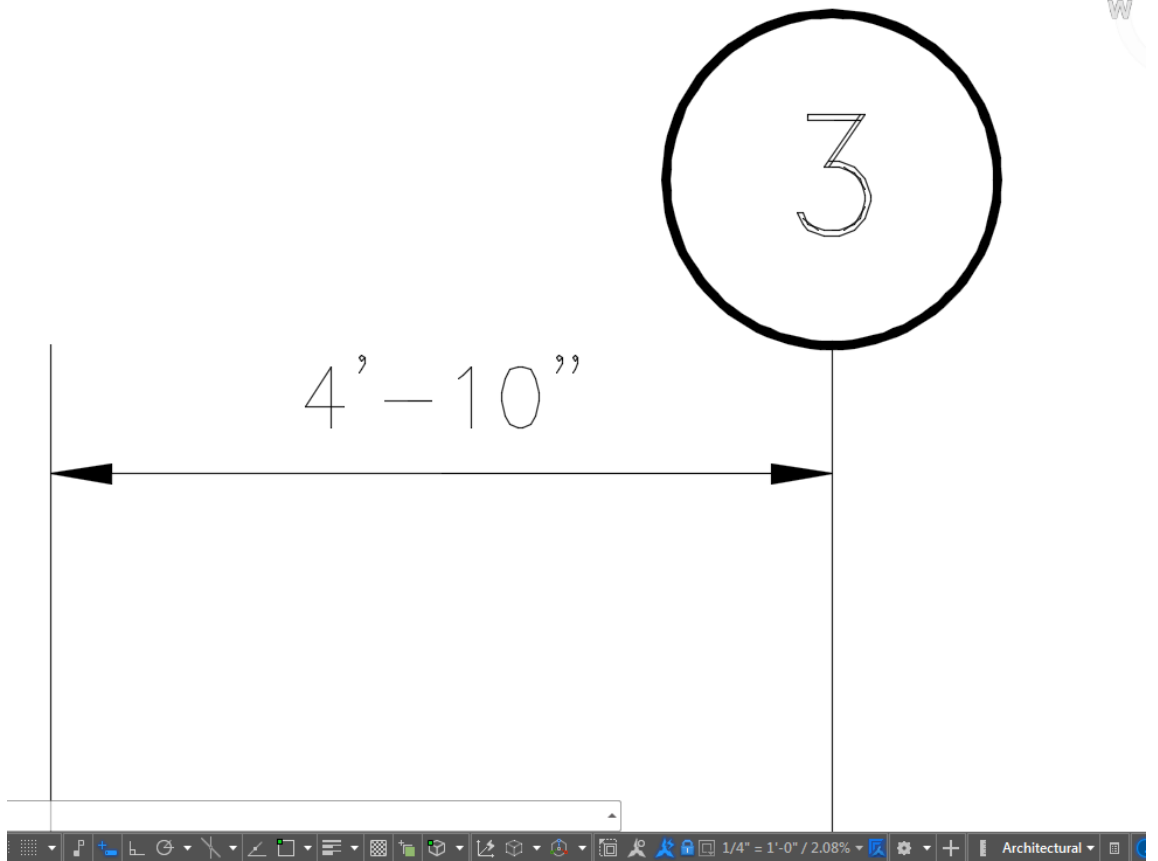 W
3
4'-10"
1/4" = 1'-0" / 2.08%
Architectural